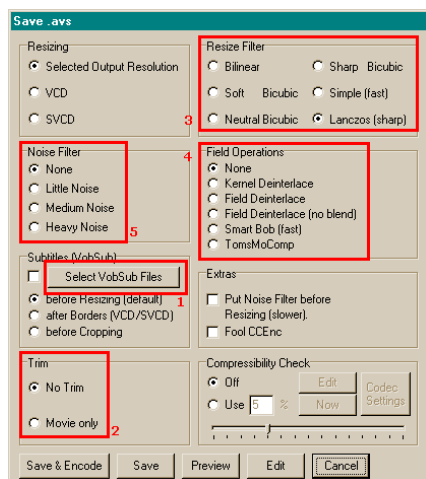 Save .avs
Resizing
Selected Output Resolution
VCD
SVCD
Resize Filter
Bilinear
Sharp Bicubic
Soft Bicubic
Simple (fast)
Neutral Bicubic
Lanczos (sharp)
3
Noise Filter
None
Little Noise
Medium Noise
Heavy Noise
5
4
Field Operations
None
Kernel Deinterlace
Field Deinterlace
Field Deinterlace (no blend)
Smart Bob (fast)
TomsMoComp
Subtitles (VobSub)
Select VobSub Files
1
before Resizing (default)
after Borders (VCD/SVCD)
before Cropping
Extras
Put Noise Filter before
Resizing (slower).
Fool CCEnc
Trim
No Trim
Movie only
2
Compressibility Check
Off
Edit
Use 5 %
Now
Codec
Settings
Save & Encode
Save
Preview
Edit
Cancel